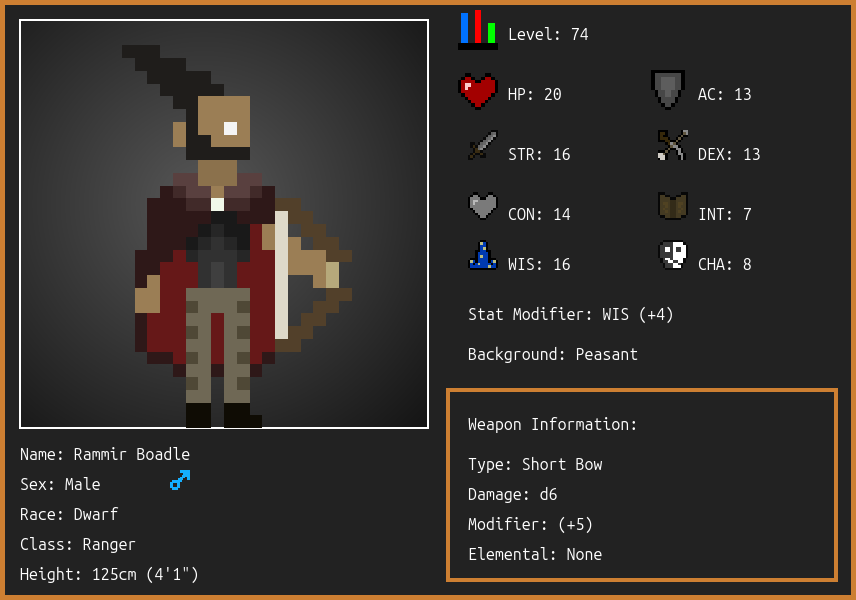 Level: 74
HP: 20
AC: 13
STR: 16
DEX: 13
CON: 14
INT: 7
WIS: 16
CHA: 8
Stat Modifier: WIS (+4)
Background: Peasant
Weapon Information:
Type: Short Bow
Damage: d6
Modifier: (+5)
Elemental: None
Name: Rammir Boadle
Sex: Male
Race: Dwarf
Class: Ranger
Height: 125cm (4'1")